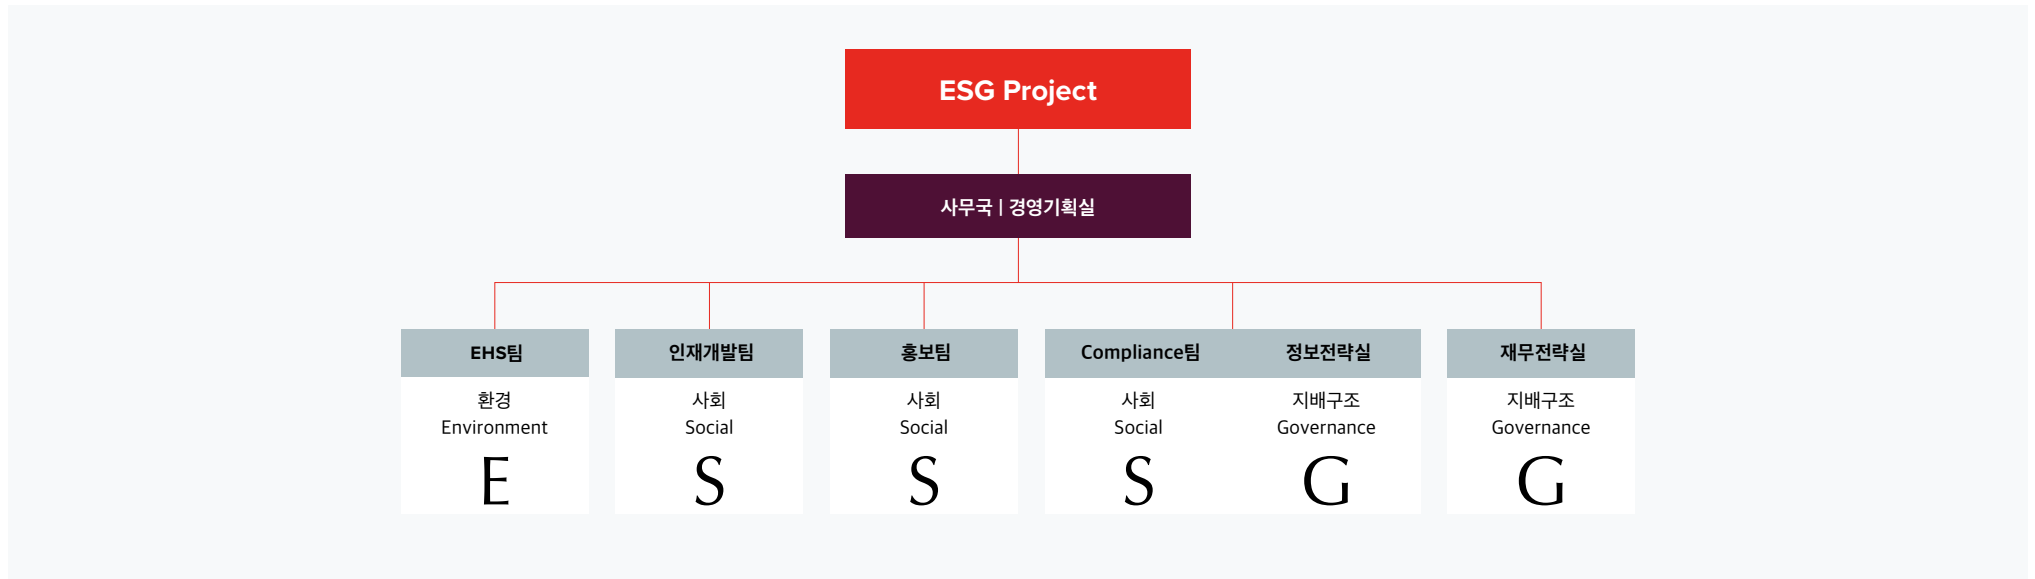 ESG Project
사무국 | 경영기획실
EHS팀
환경
Environment
E
인재개발팀
사회
Social
S
홍보팀
사회
Social
S
Compliance팀
사회
Social
S
정보전략실
지배구조
Governance
G
재무전략실
지배구조
Governance
G